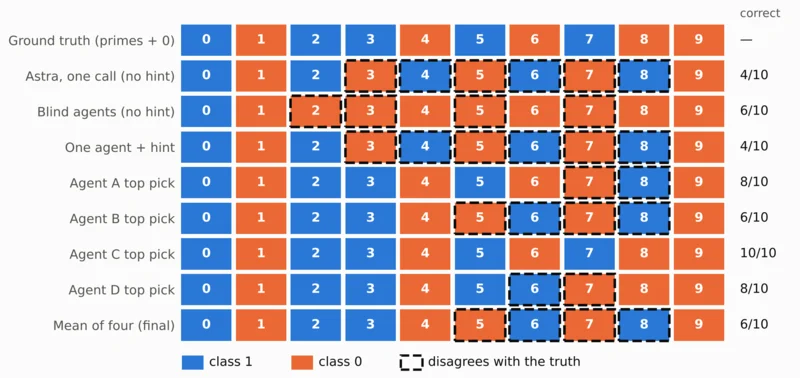 correct
Ground truth (primes + 0) 0 1 2 3 4 5 6 7 8 9 —
Astra, one call (no hint) 0 1 2 3 4 5 6 7 8 9 4/10
Blind agents (no hint) 0 1 2 3 4 5 6 7 8 9 6/10
One agent + hint 0 1 2 3 4 5 6 7 8 9 4/10
Agent A top pick 0 1 2 3 4 5 6 7 8 9 8/10
Agent B top pick 0 1 2 3 4 5 6 7 8 9 6/10
Agent C top pick 0 1 2 3 4 5 6 7 8 9 10/10
Agent D top pick 0 1 2 3 4 5 6 7 8 9 8/10
Mean of four (final) 0 1 2 3 4 5 6 7 8 9 6/10
class 1 class 0 disagrees with the truth